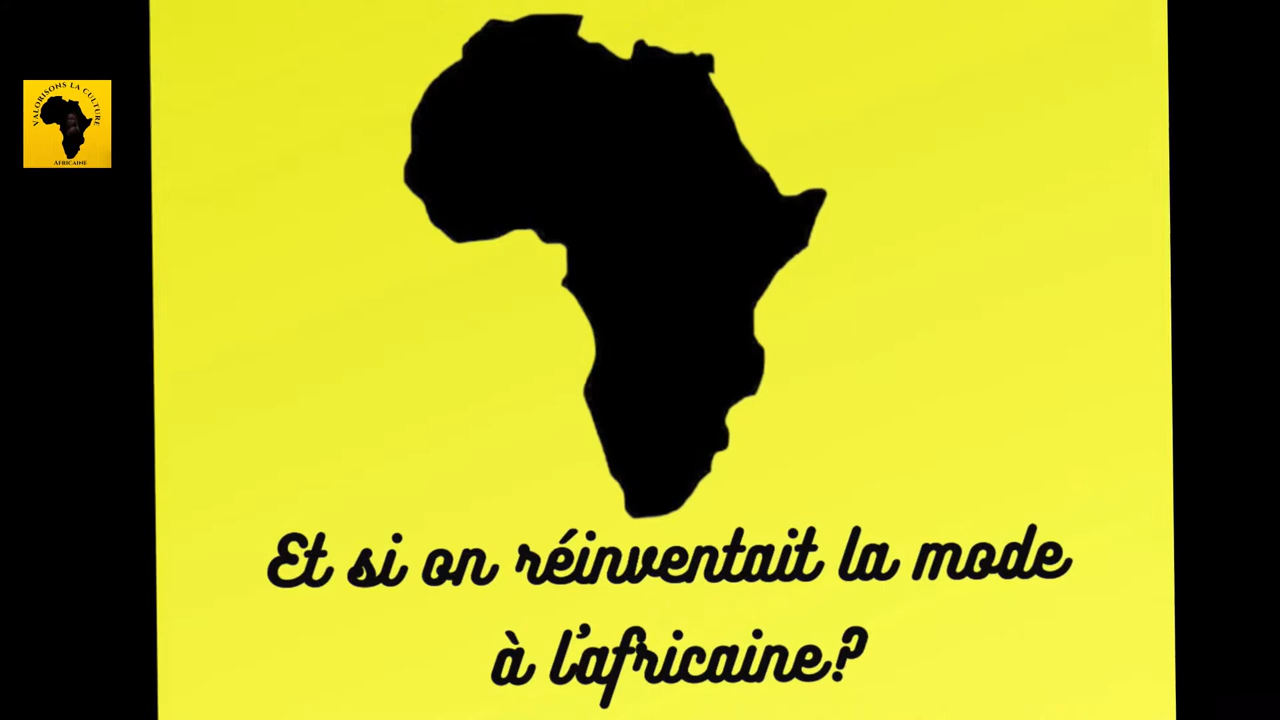 VALORISONS LA CULTURE
AFRICAINE
Et si on réinventait la mode
à l'africaine?